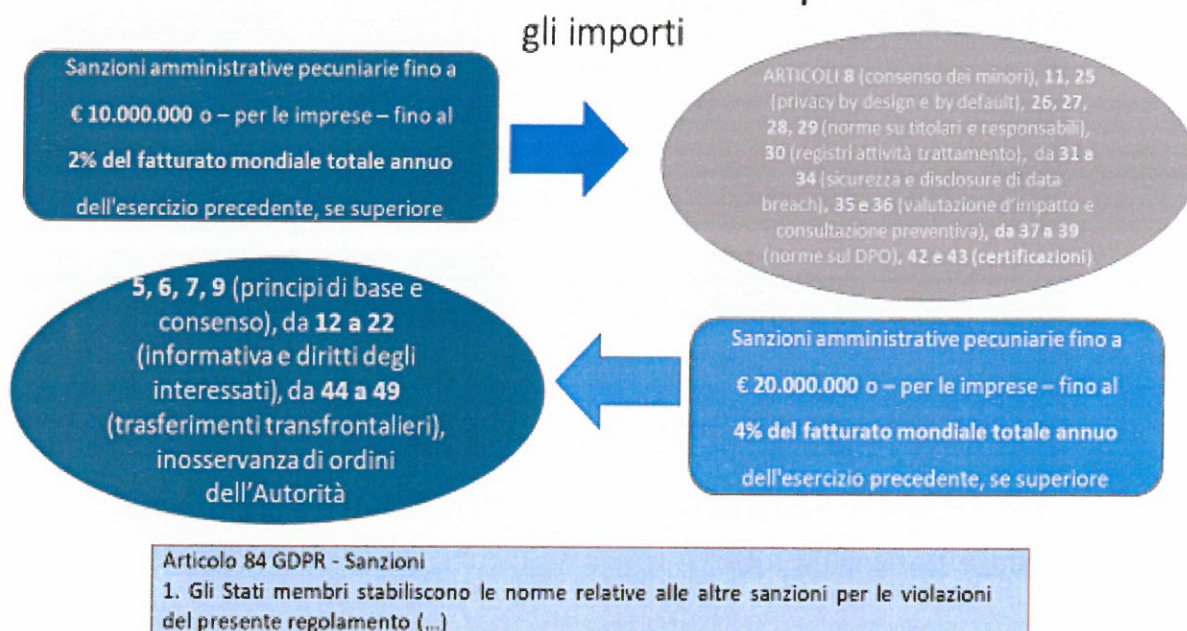 gli importi
Sanzioni amministrative pecuniarie fino a
€ 10.000.000 o – per le imprese – fino al
2% del fatturato mondiale totale annuo
dell'esercizio precedente, se superiore
ARTICOLI 8 (consenso dei minori), 11, 25
(privacy by design e by default), 26, 27,
28, 29 (norme su titolari e responsabili),
30 (registri attività trattamento), da 31 a
34 (sicurezza e disclosure di data
breach), 35 e 36 (valutazione d'impatto e
consultazione preventiva), da 37 a 39
(norme sul DPO), 42 e 43 (certificazioni)
5, 6, 7, 9 (principi di base e
consenso), da 12 a 22
(informativa e diritti degli
interessati), da 44 a 49
(trasferimenti transfrontalieri),
inosservanza di ordini
dell'Autorità
Sanzioni amministrative pecuniarie fino a
€ 20.000.000 o – per le imprese – fino al
4% del fatturato mondiale totale annuo
dell'esercizio precedente, se superiore
Articolo 84 GDPR - Sanzioni
1. Gli Stati membri stabiliscono le norme relative alle altre sanzioni per le violazioni
del presente regolamento (...)